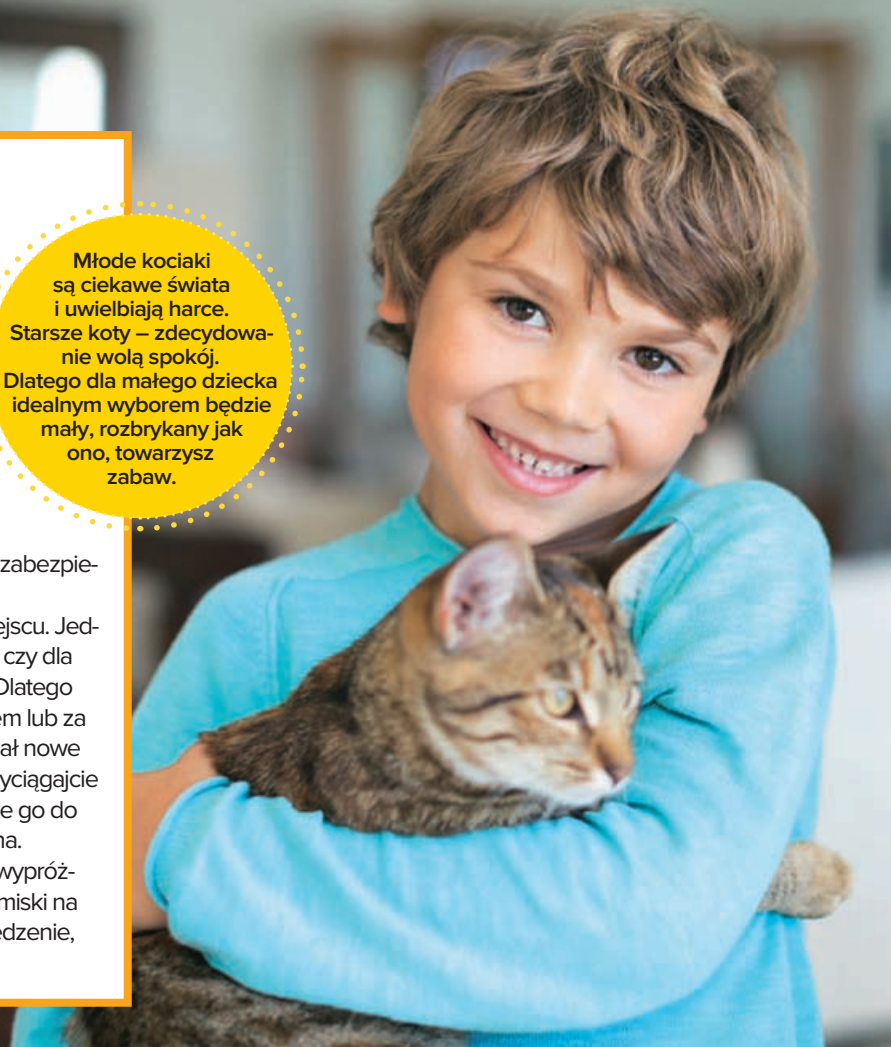 Młode kociaki
są ciekawe świata
i uwielbiają harce.
Starsze koty – zdecydowa-
nie wolą spokój.
Dlatego dla małego dziecka
idealnym wyborem będzie
mały, rozbrykany jak
ono, towarzysz
zabaw.
zabezpie-
ejscu. Jed-
czy dla
Dlatego
em lub za
ał nowe
yciągajcie
e go do
na.
wypróż-
miski na
edzenie,